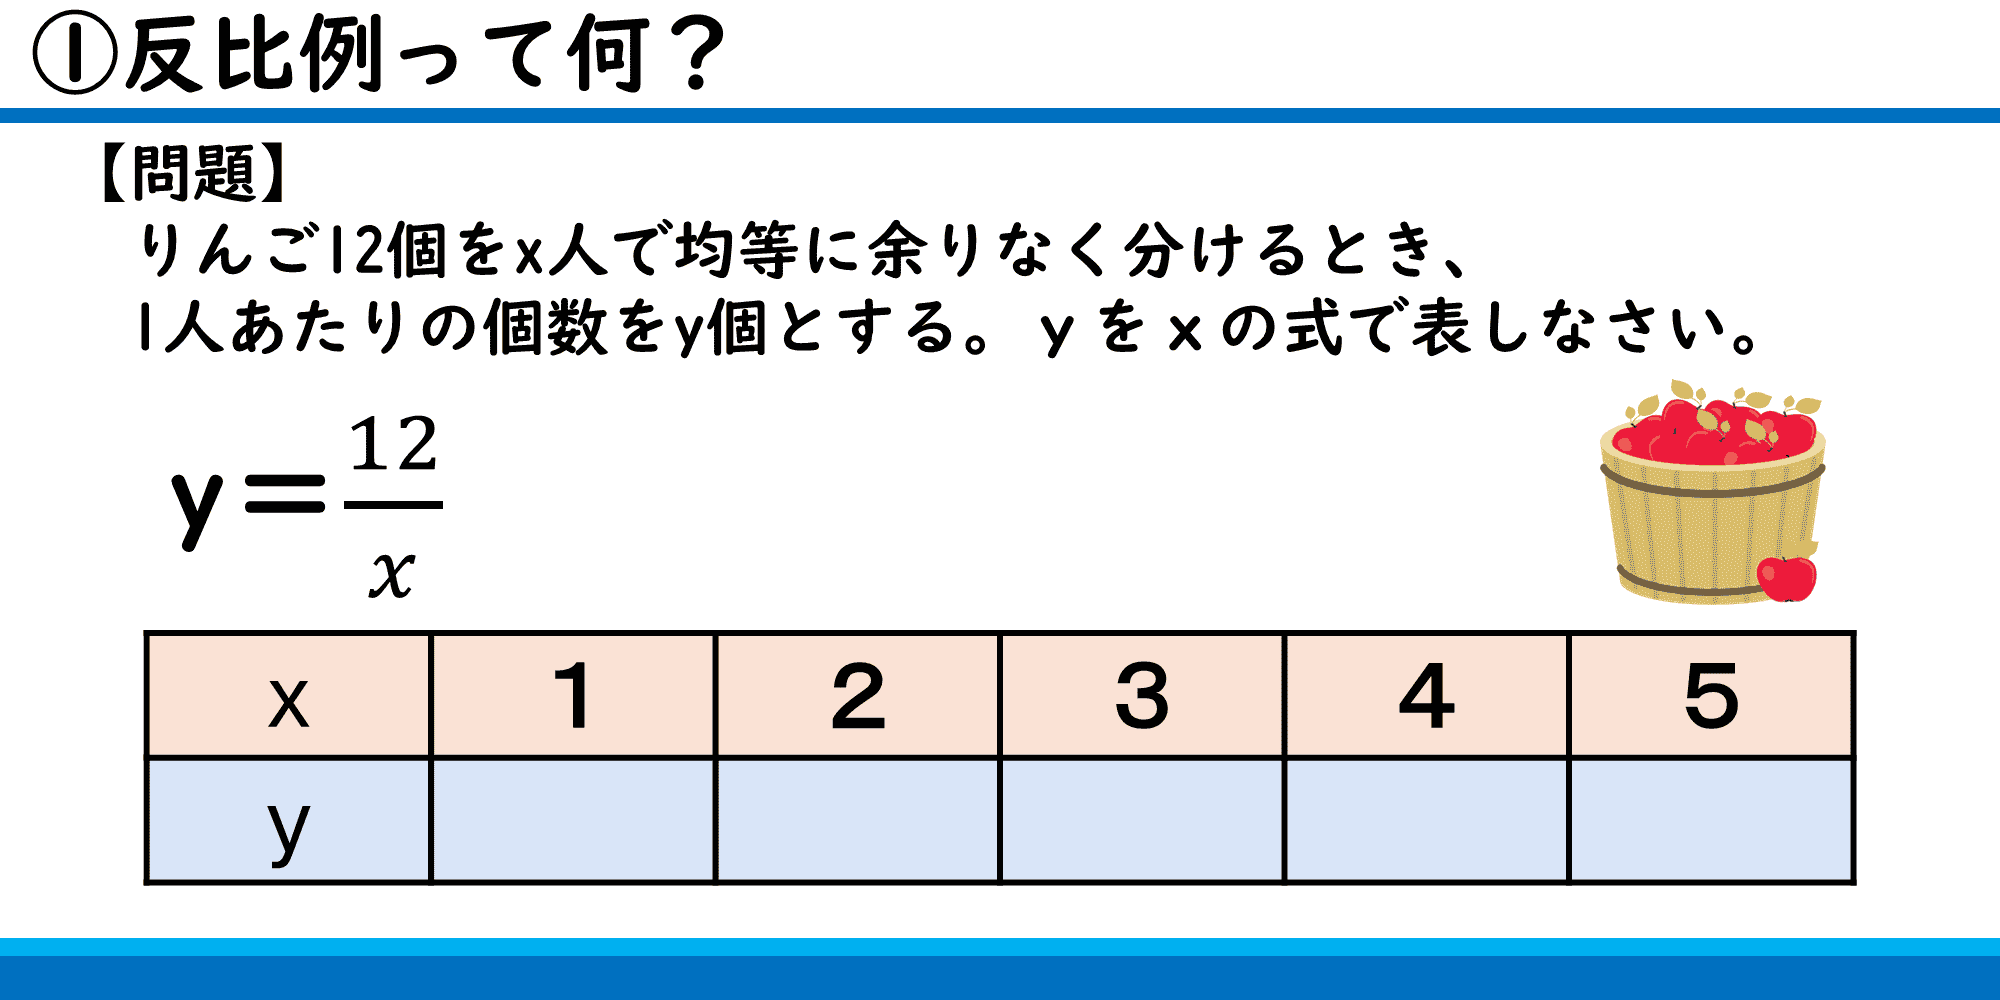 ①反比例って何？
【問題】
りんご12個をx人で均等に余りなく分けるとき、
1人あたりの個数をy個とする。ｙをｘの式で表しなさい。
y＝12/x
x 1 2 3 4 5
y